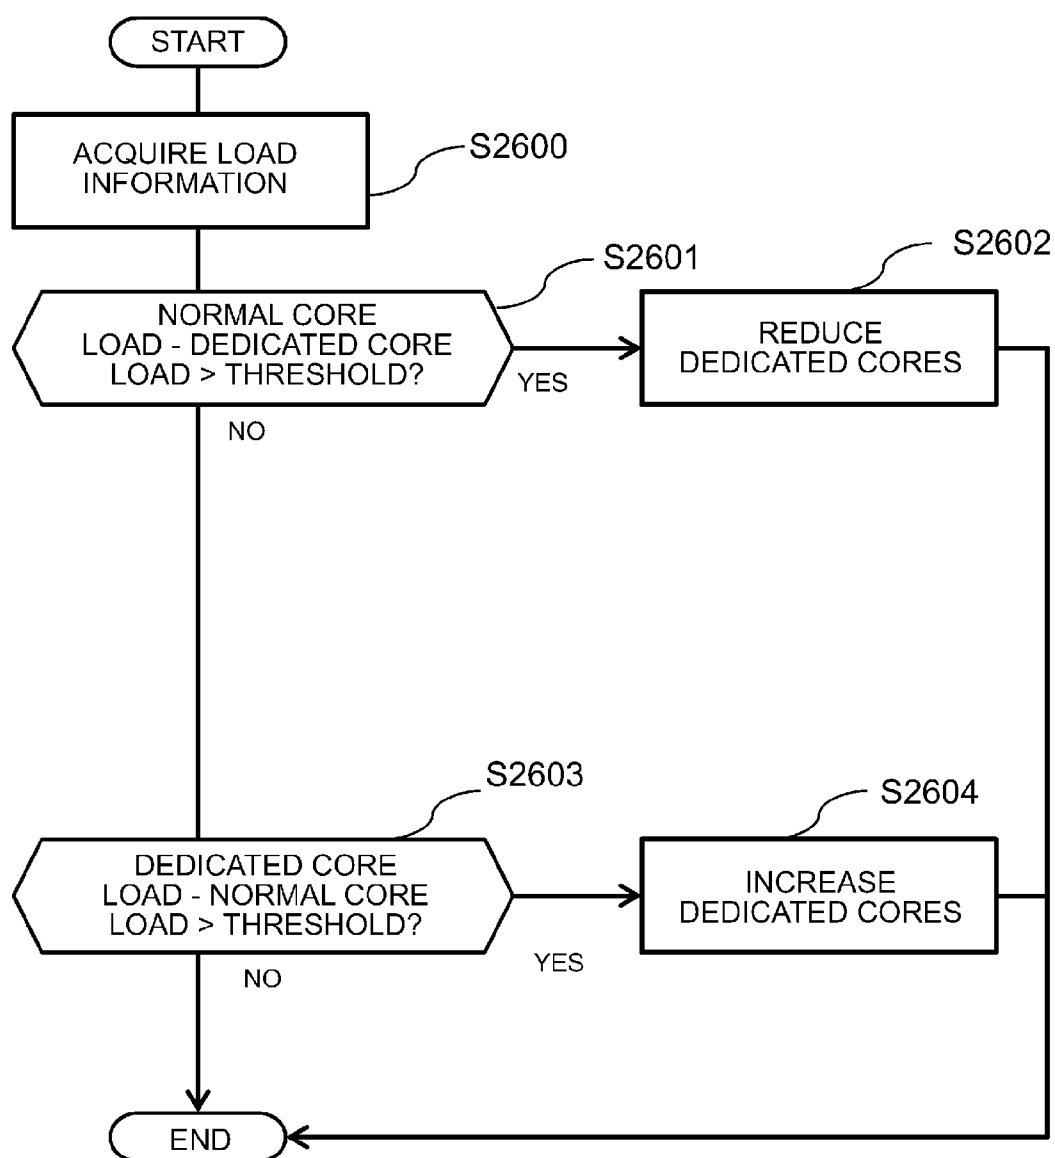 START
ACQUIRE LOAD
INFORMATION
S2600
NORMAL CORE
LOAD - DEDICATED CORE
LOAD > THRESHOLD?
S2601
YES
NO
REDUCE
DEDICATED CORES
S2602
DEDICATED CORE
LOAD - NORMAL CORE
LOAD > THRESHOLD?
S2603
YES
NO
INCREASE
DEDICATED CORES
S2604
END